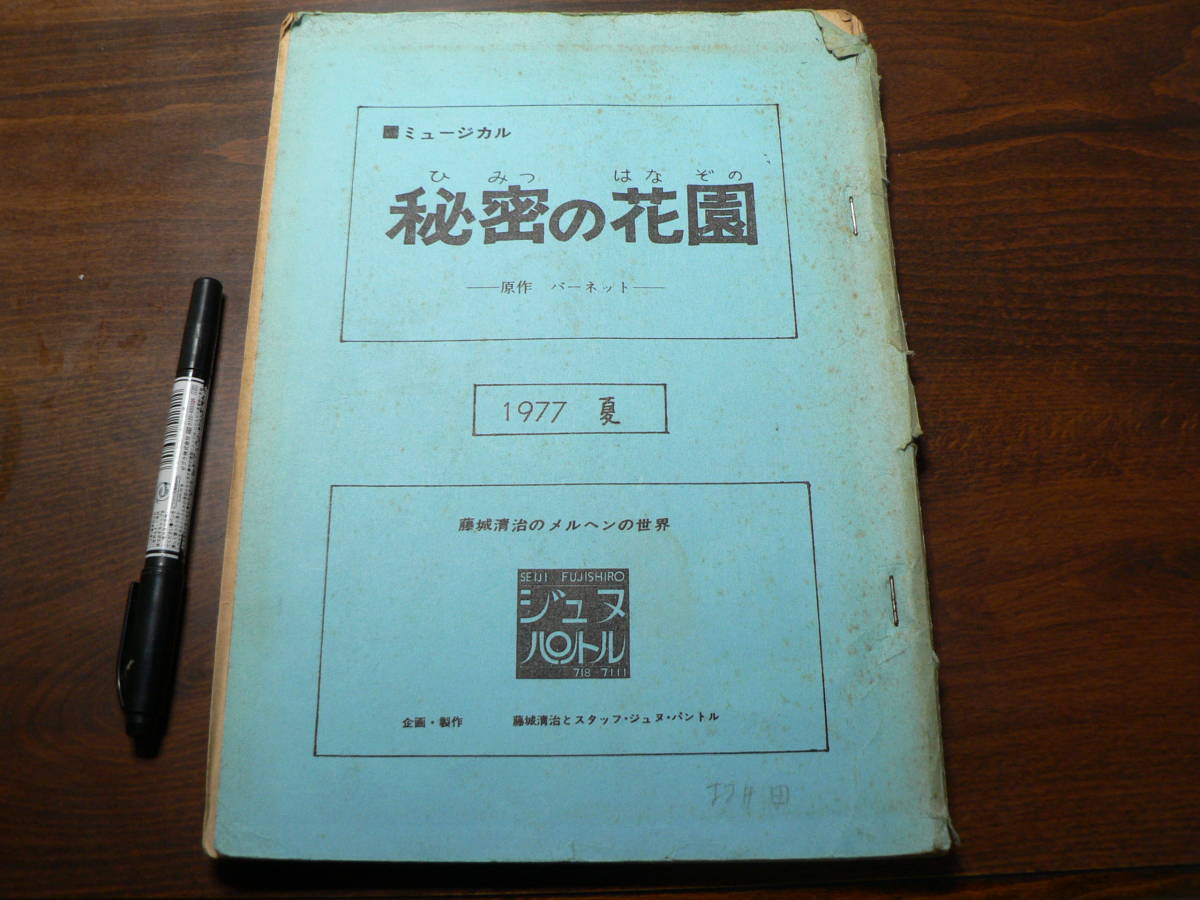 ■ミュージカル
ひみつ はなぞの
秘密の花園
——原作 バーネット——
1977 夏
藤城清治のメルヘンの世界
SEIJI FUJISHIRO
ジュヌ
パントル
718-7111
企画・製作 藤城清治とスタッフ・ジュヌ・パントル